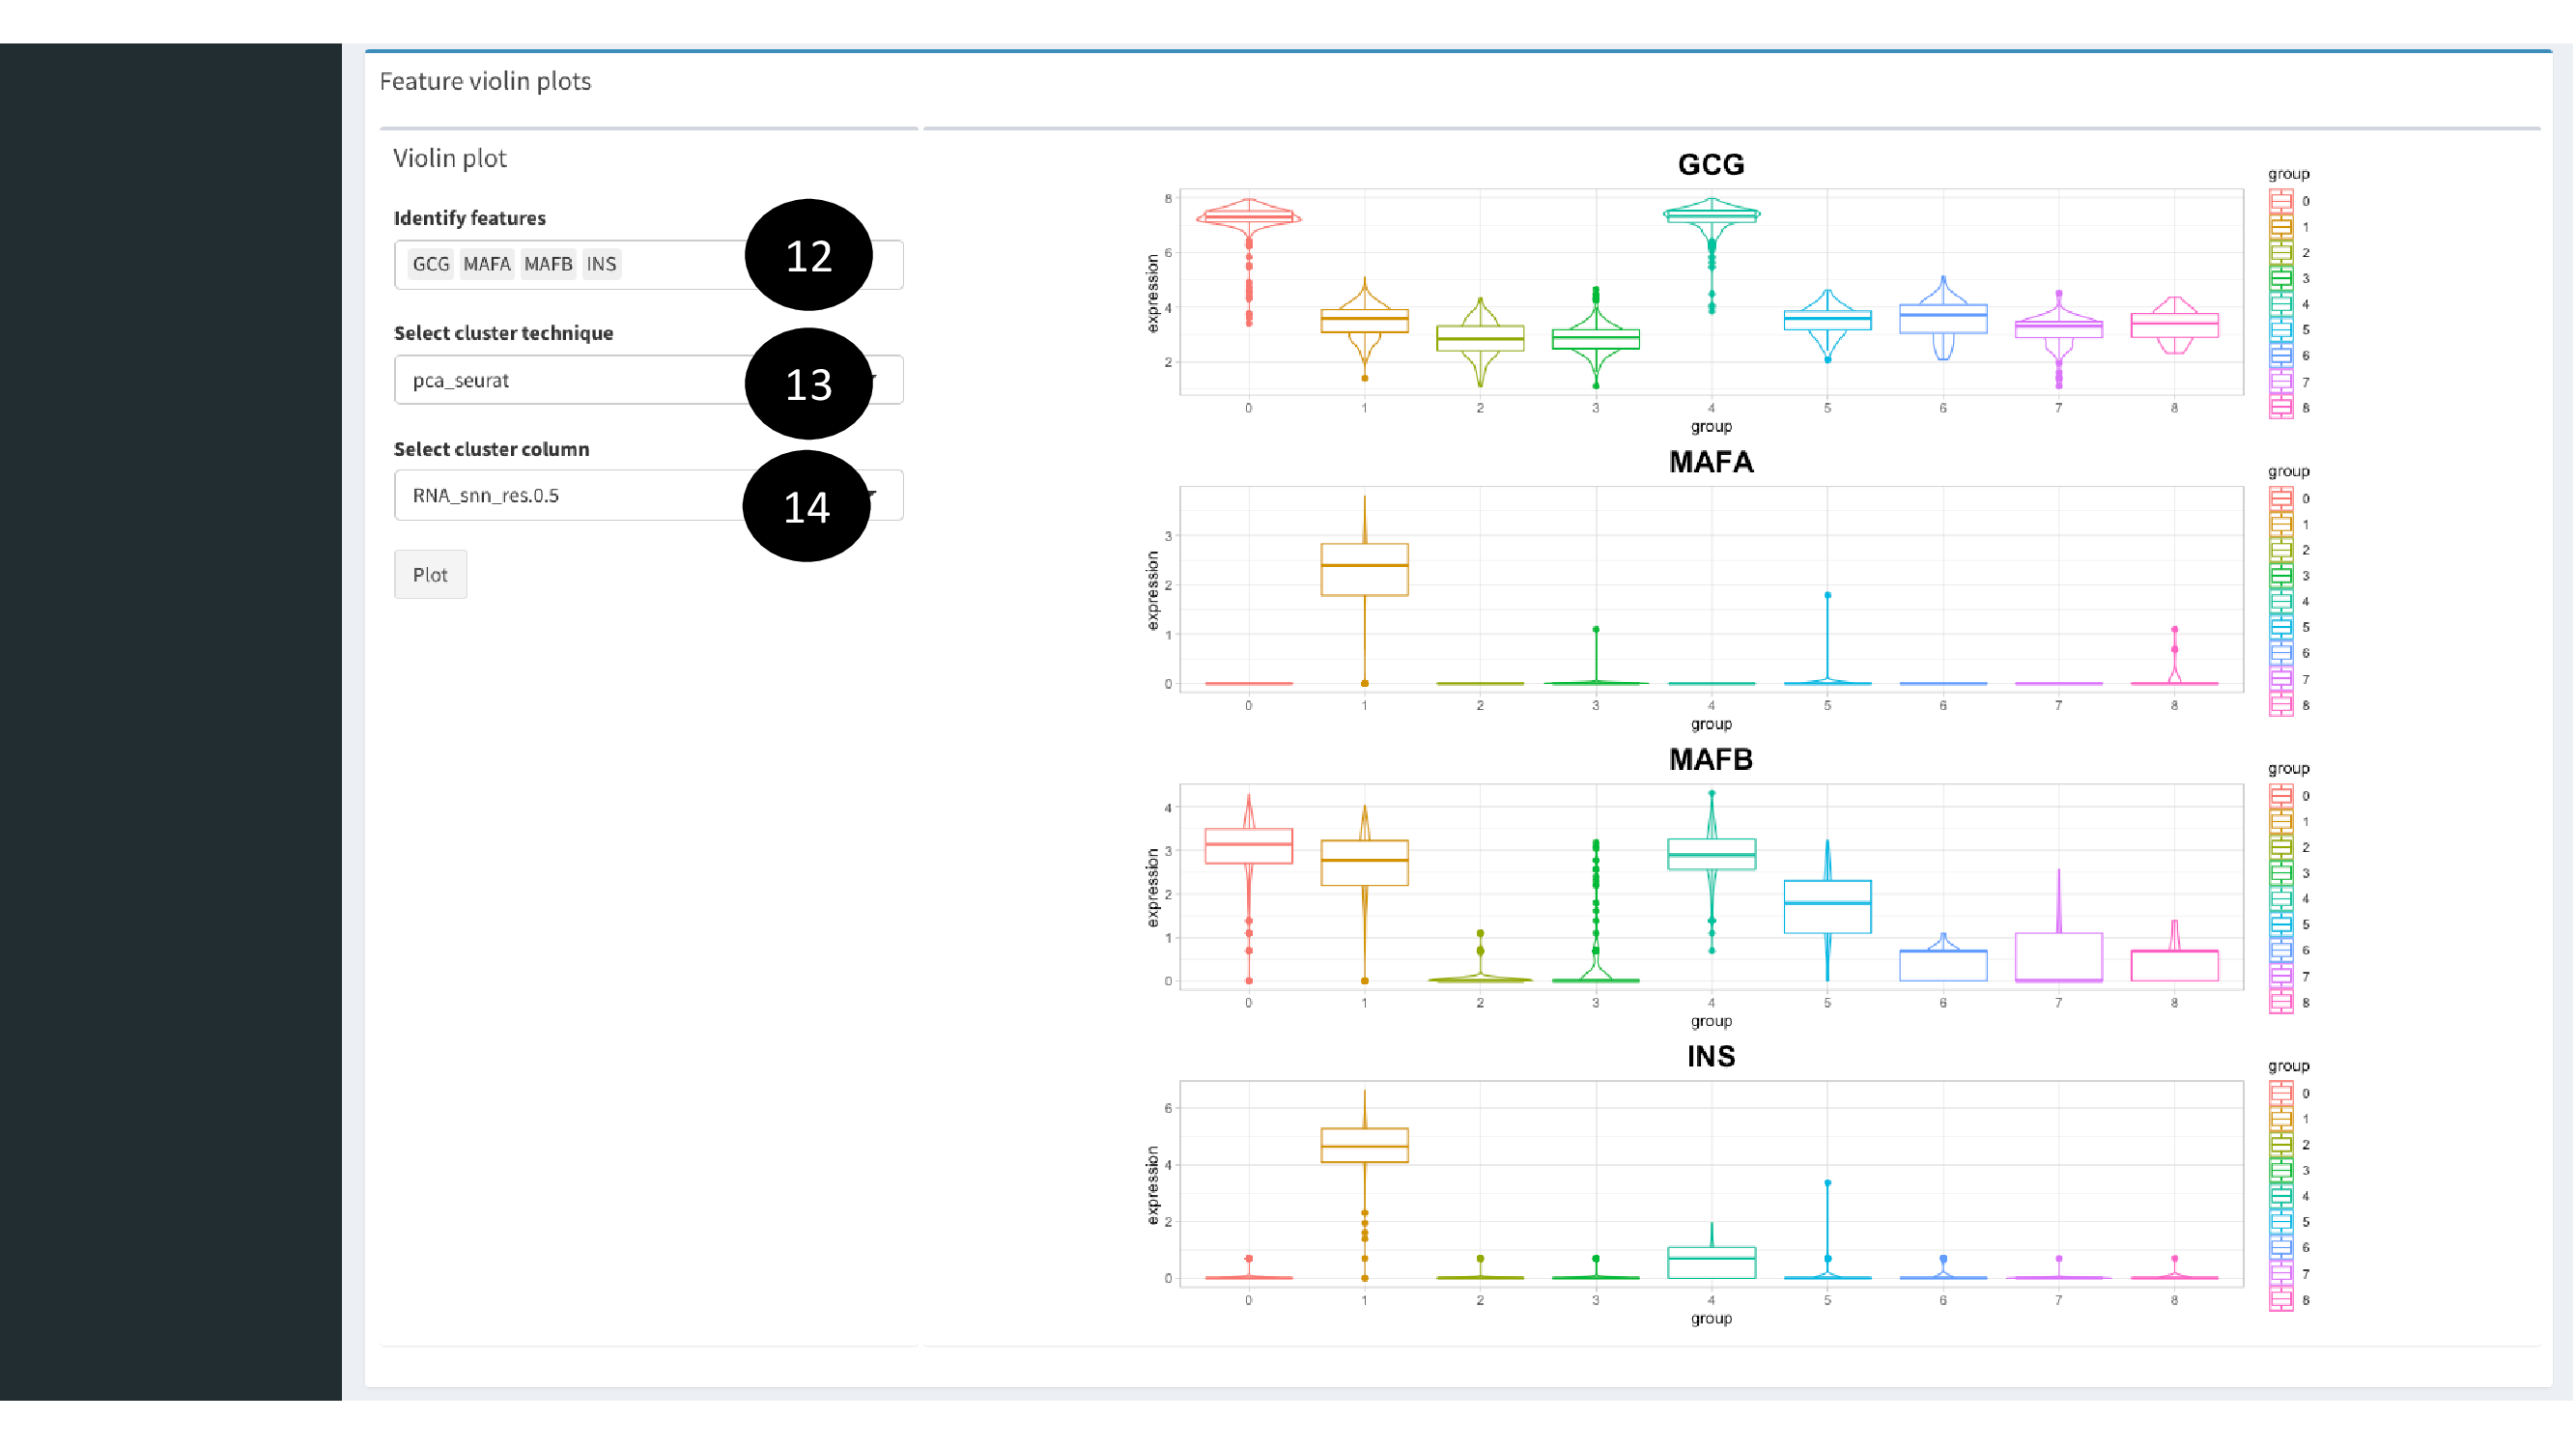 Feature violin plots
Violin plot
Identify features
GCG MAFA MAFB INS
12
Select cluster technique
pca_seurat
13
Select cluster column
RNA_snn_res.0.5
14
Plot
GCG
expression
8
6
4
2
0 1 2 3 4 5 6 7 8
group
group
0
1
2
3
4
5
6
7
8
MAFA
expression
3
2
1
0
0 1 2 3 4 5 6 7 8
group
group
0
1
2
3
4
5
6
7
8
MAFB
expression
4
3
2
1
0
0 1 2 3 4 5 6 7 8
group
group
0
1
2
3
4
5
6
7
8
INS
expression
6
4
2
0
0 1 2 3 4 5 6 7 8
group
group
0
1
2
3
4
5
6
7
8